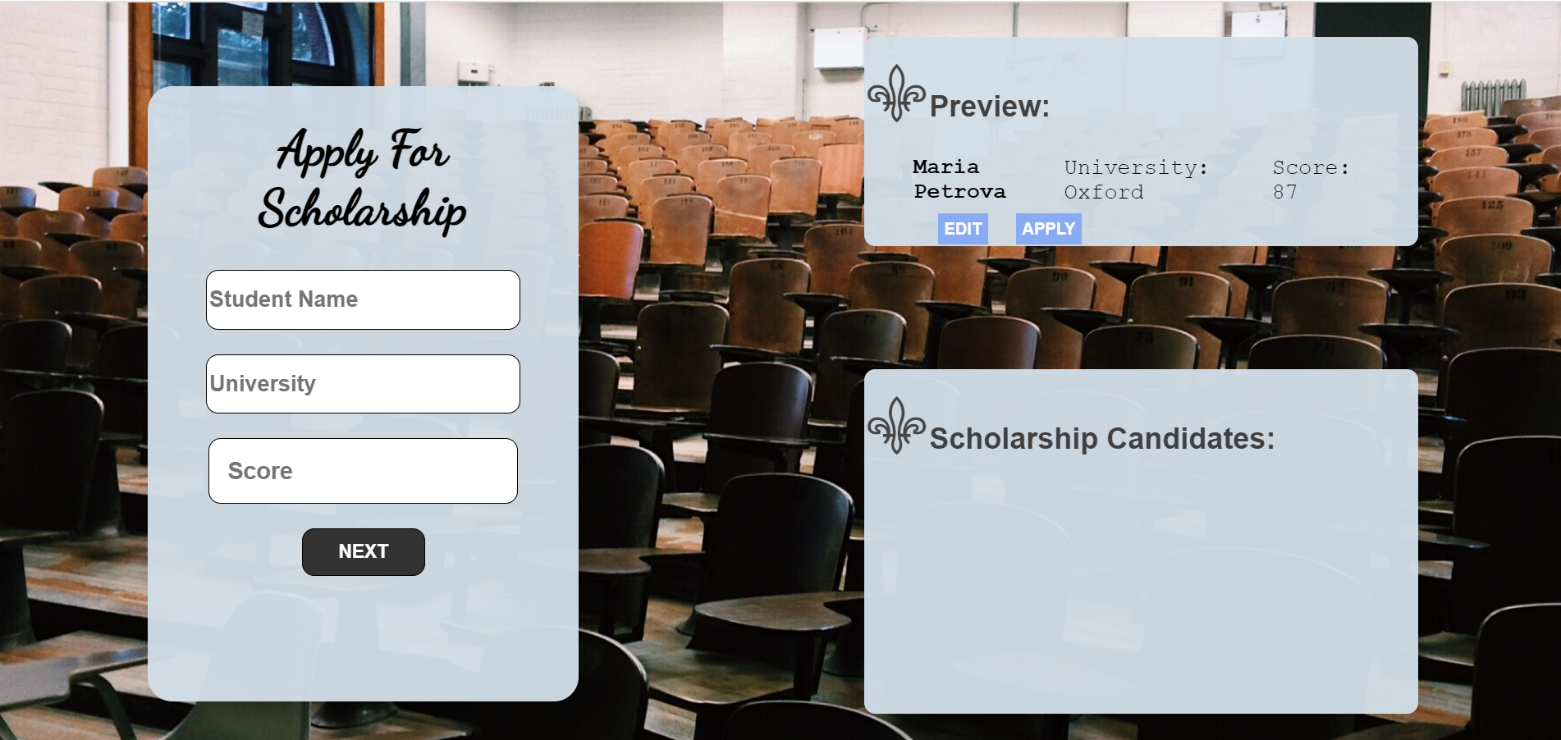 Apply For
Scholarship
Student Name
University
Score
NEXT
Preview:
Maria
Petrova
University:
Oxford
Score:
87
EDIT
APPLY
Scholarship Candidates: